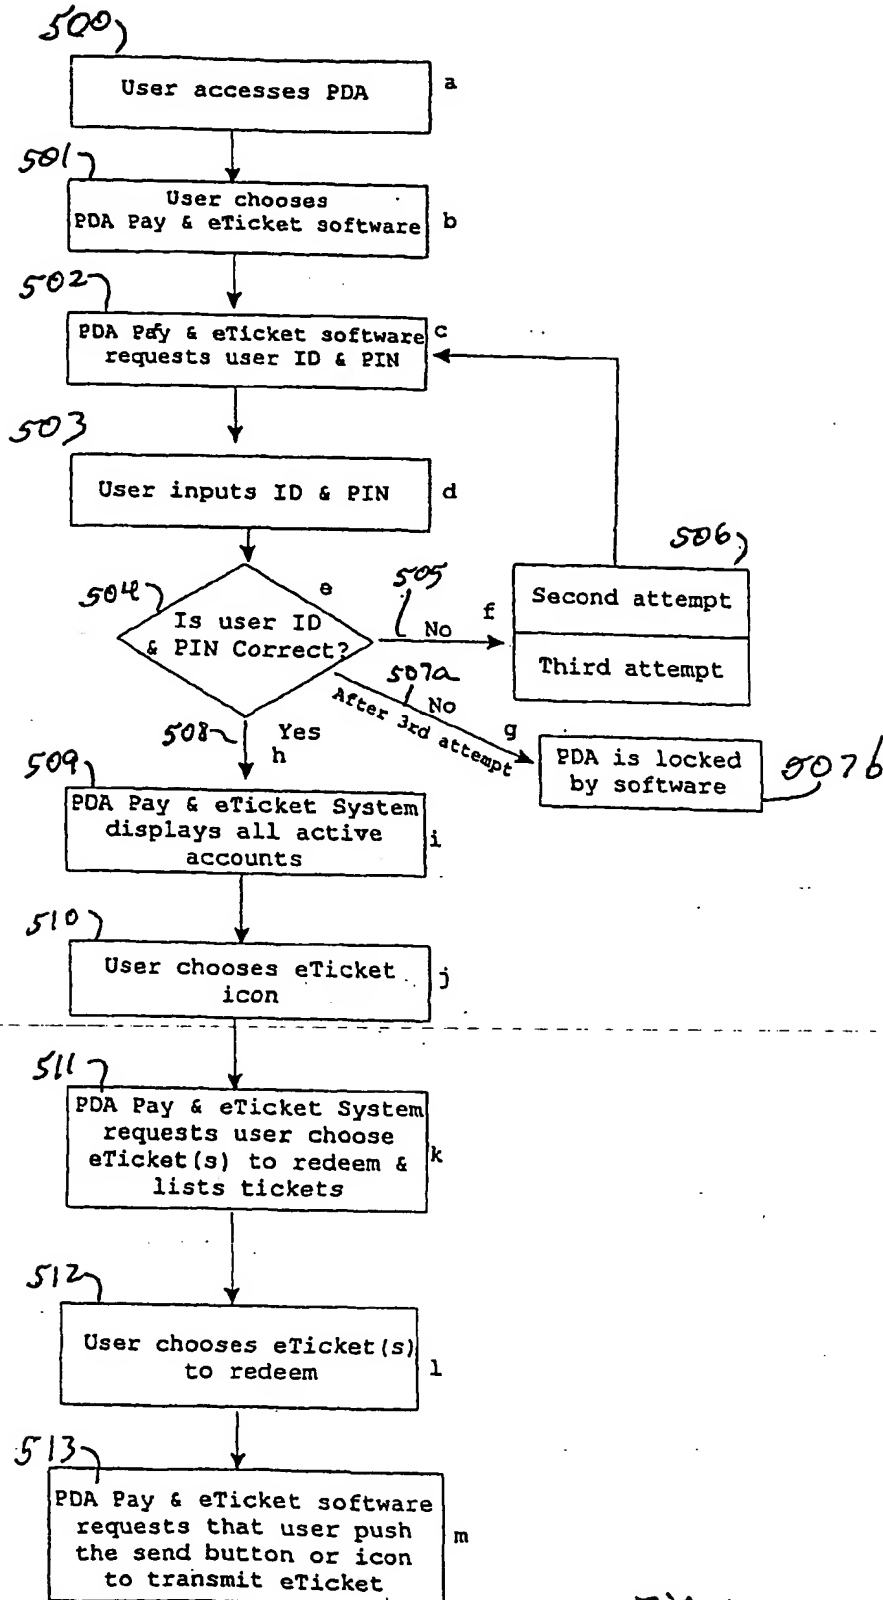 500
User accesses PDA
a
501
User chooses
PDA Pay & eTicket software
b
502
PDA Pay & eTicket software
requests user ID & PIN
c
503
User inputs ID & PIN
d
504
e
Is user ID
& PIN Correct?
505
No
f
506
Second attempt
Third attempt
507a
No
After 3rd attempt
g
PDA is locked
by software
507b
508
Yes
h
509
PDA Pay & eTicket System
displays all active
accounts
i
510
User chooses eTicket
icon
j
511
PDA Pay & eTicket System
requests user choose
eTicket(s) to redeem &
lists tickets
k
512
User chooses eTicket(s)
to redeem
l
513
PDA Pay & eTicket software
requests that user push
the send button or icon
to transmit eTicket
m